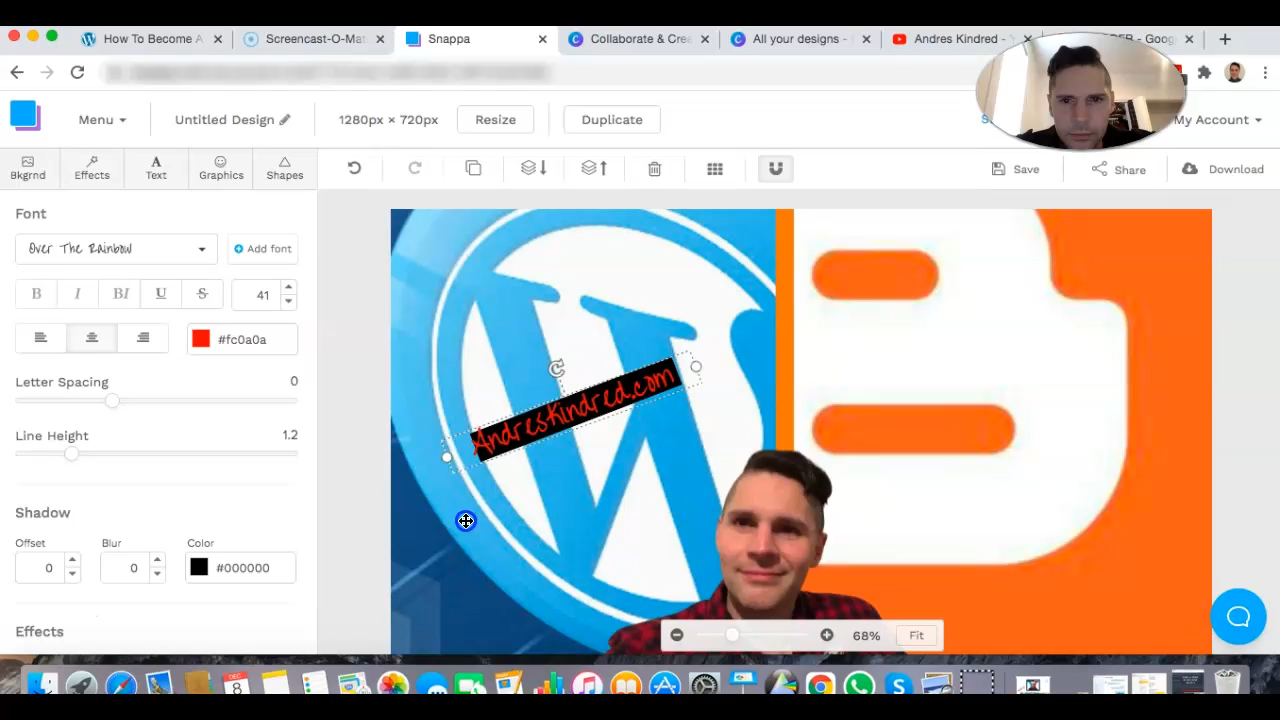 How To Become A
Screencast-O-Mat
Snappa
Collaborate & Crea
All your designs -
Andres Kindred - Y
Goog
Menu
Untitled Design
1280px × 720px
Resize
Duplicate
My Account
Bkgrnd
Effects
Text
Graphics
Shapes
Save
Share
Download
Font
Over The Rainbow
Add font
B
I
BI
U
S
41
#fc0a0a
Letter Spacing
0
Line Height
1.2
Shadow
Offset
Blur
Color
0
0
#000000
Effects
AndresKindred.com
68%
Fit
DEC
8